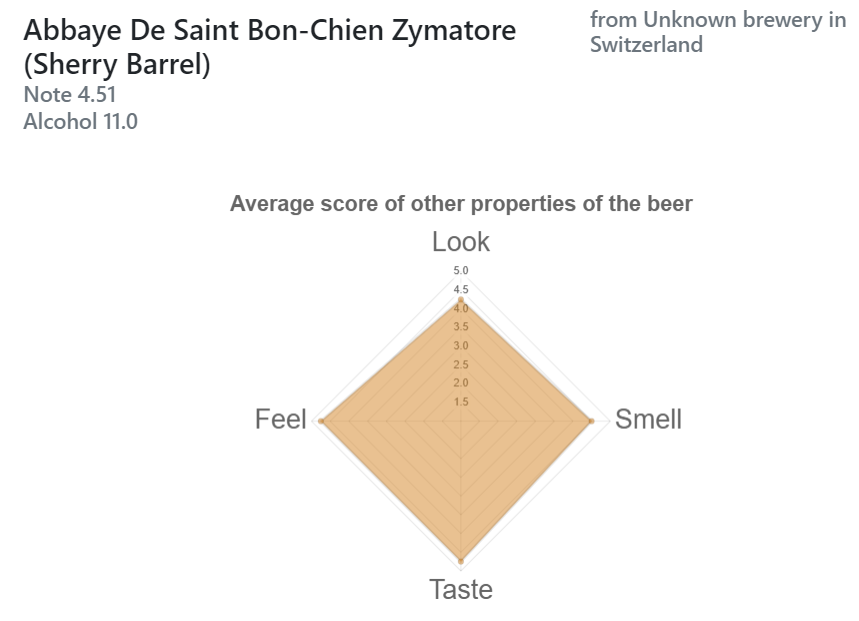 Abbaye De Saint Bon-Chien Zymatore
(Sherry Barrel)
Note 4.51
Alcohol 11.0
from Unknown brewery in
Switzerland
Average score of other properties of the beer
Look
5.0
4.5
4.0
3.5
3.0
2.5
2.0
1.5
Feel
Smell
Taste